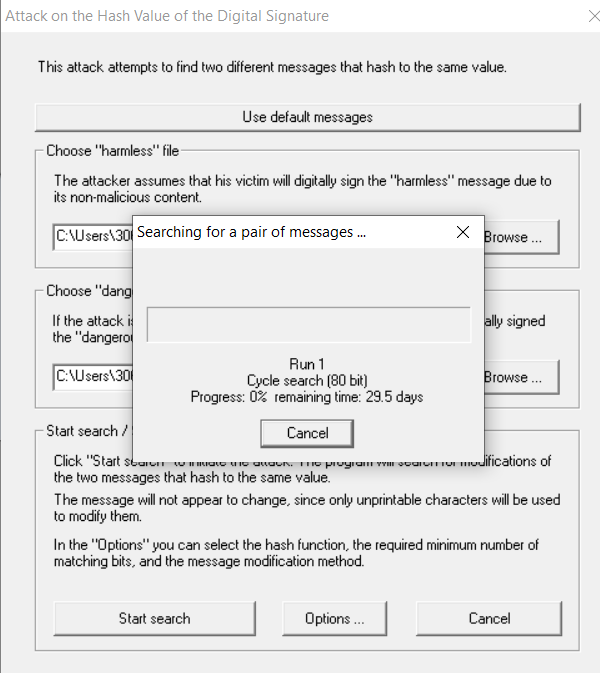 Attack on the Hash Value of the Digital Signature
This attack attempts to find two different messages that hash to the same value.
Use default messages
Choose "harmless" file
The attacker assumes that his victim will digitally sign the "harmless" message due to
its non-malicious content.
C:\Users\30
Browse ...
Searching for a pair of messages ...
Run 1
Cycle search (80 bit)
Progress: 0% remaining time: 29.5 days
Cancel
Choose "dang
If the attack is
ally signed
the "dangero
C:\Users\30
Browse ...
Start search /
Click "Start search" to initiate the attack. The program will search for modifications of
the two messages that hash to the same value.
The message will not appear to change, since only unprintable characters will be used
to modify them.
In the "Options" you can select the hash function, the required minimum number of
matching bits, and the message modification method.
Start search
Options ...
Cancel